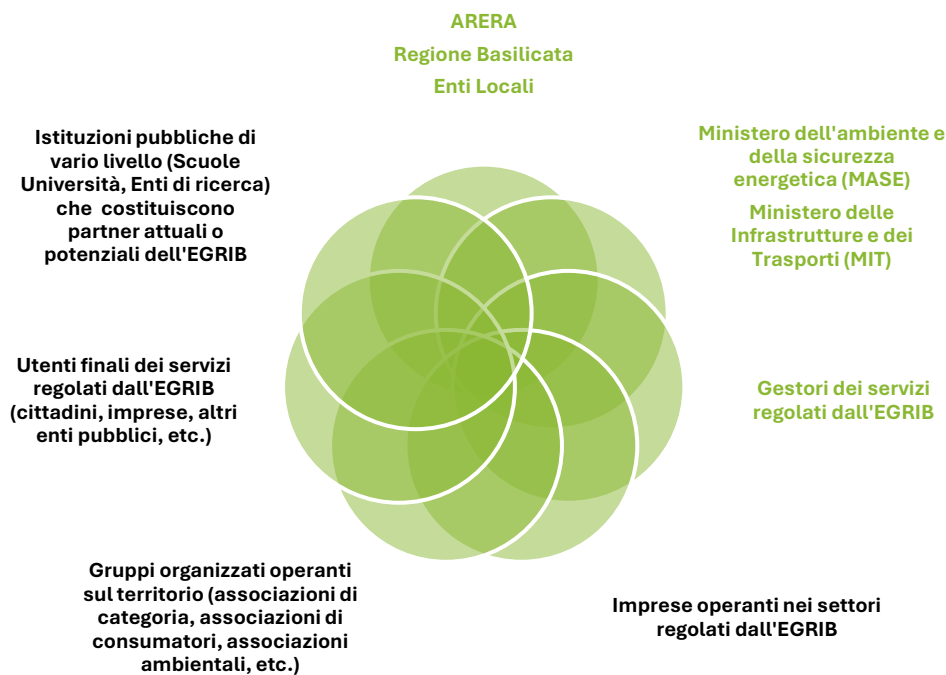 ARERA
Regione Basilicata
Enti Locali
Ministero dell'ambiente e
della sicurezza
energetica (MASE)
Ministero delle
Infrastrutture e dei
Trasporti (MIT)
Gestori dei servizi
regolati dall'EGRIB
Imprese operanti nei settori
regolati dall'EGRIB
Gruppi organizzati operanti
sul territorio (associazioni di
categoria, associazioni di
consumatori, associazioni
ambientali, etc.)
Utenti finali dei servizi
regolati dall'EGRIB
(cittadini, imprese, altri
enti pubblici, etc.)
Istituzioni pubbliche di
vario livello (Scuole
Università, Enti di ricerca)
che costituiscono
partner attuali o
potenziali dell'EGRIB